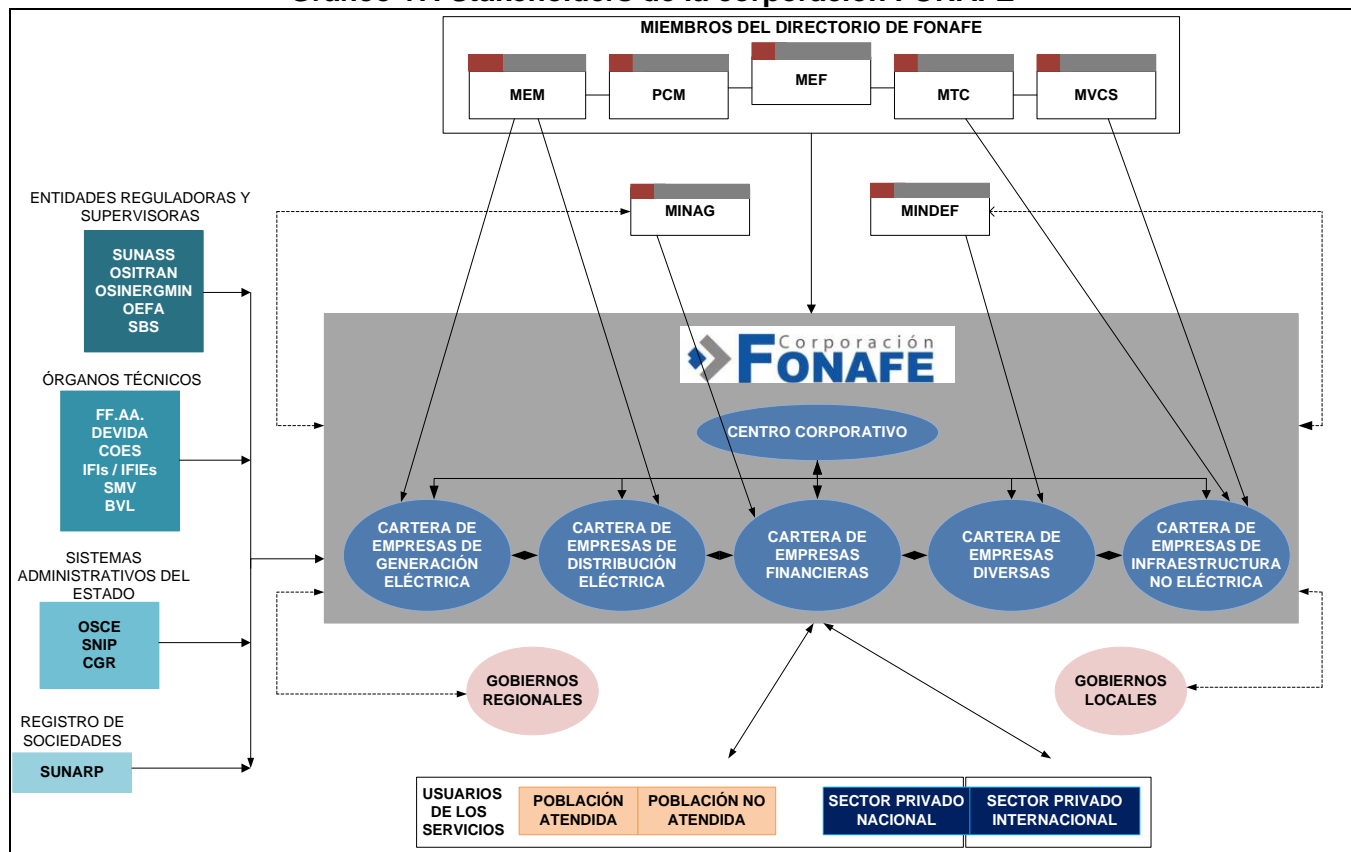 MIEMBROS DEL DIRECTORIO DE FONAFE
MEM
PCM
MEF
MTC
MVCS
MINAG
MINDEF
ENTIDADES REGULADORAS Y
SUPERVISORAS
SUNASS
OSITRAN
OSINERGMIN
OEFA
SBS
ÓRGANOS TÉCNICOS
FF.AA.
DEVIDA
COES
IFIs / IFIEs
SMV
BVL
SISTEMAS
ADMINISTRATIVOS DEL
ESTADO
OSCE
SNIP
CGR
REGISTRO DE
SOCIEDADES
SUNARP
Corporación
FONAFE
CENTRO CORPORATIVO
CARTERA DE
EMPRESAS DE
GENERACIÓN
ELÉCTRICA
CARTERA DE
EMPRESAS DE
DISTRIBUCIÓN
ELÉCTRICA
CARTERA DE
EMPRESAS
FINANCIERAS
CARTERA DE
EMPRESAS
DIVERSAS
CARTERA DE
EMPRESAS DE
INFRAESTRUCTURA
NO ELÉCTRICA
GOBIERNOS
REGIONALES
GOBIERNOS
LOCALES
USUARIOS
DE LOS
SERVICIOS
POBLACIÓN
ATENDIDA
POBLACIÓN NO
ATENDIDA
SECTOR PRIVADO
NACIONAL
SECTOR PRIVADO
INTERNACIONAL